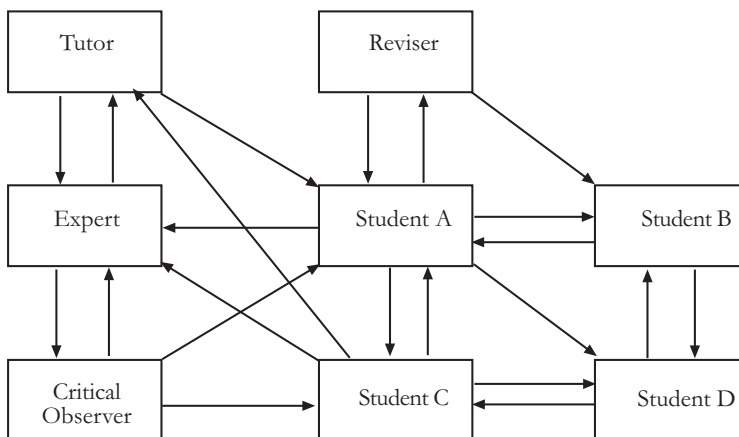 Tutor
Reviser
Expert
Student A
Student B
Critical
Observer
Student C
Student D